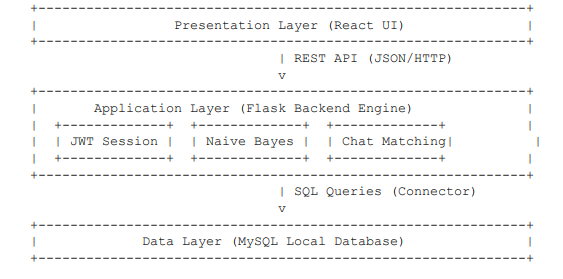 Presentation Layer (React UI)
REST API (JSON/HTTP)
v
Application Layer (Flask Backend Engine)
JWT Session | Naive Bayes | Chat Matching
SQL Queries (Connector)
v
Data Layer (MySQL Local Database)